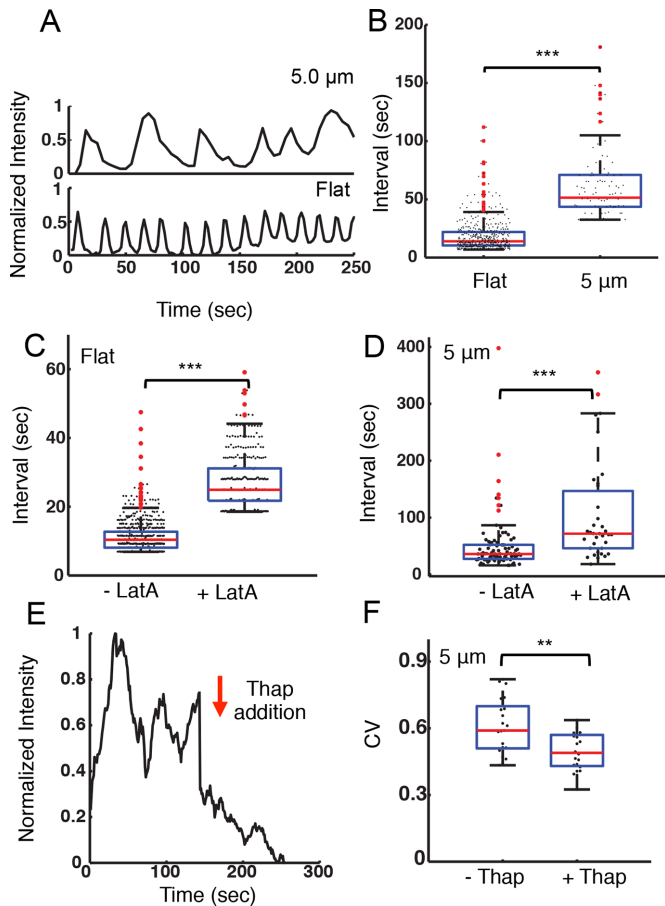 A
5.0 μm
Normalized Intensity
1
0.5
0
Flat
1
0.5
0
0 50 100 150 200 250
Time (sec)
B
Interval (sec)
200
150
100
50
0
***
Flat 5 μm
C
Flat
Interval (sec)
60
40
20
0
***
- LatA + LatA
D
5 μm
Interval (sec)
400
300
200
100
0
***
- LatA + LatA
E
Normalized Intensity
1
0.8
0.6
0.4
0.2
0
Thap
addition
0 100 200 300
Time (sec)
F
5 μm
CV
0.9
0.6
0.3
0
**
- Thap + Thap